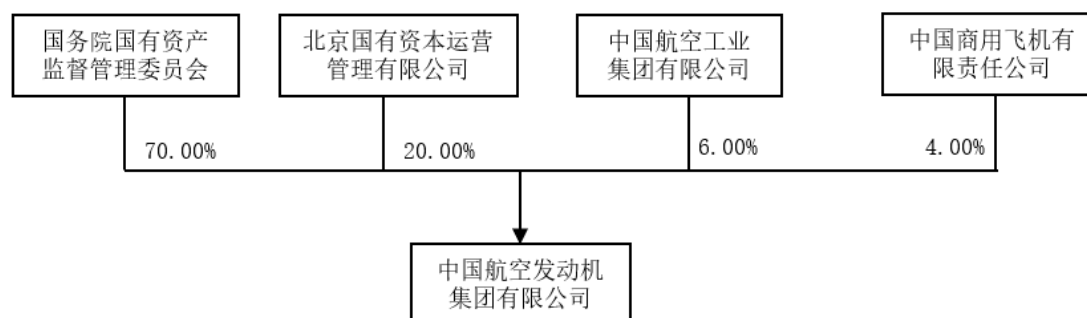 国务院国有资产
监督管理委员会
北京国有资本运营
管理有限公司
中国航空工业
集团有限公司
中国商用飞机有
限责任公司
70.00%
20.00%
6.00%
4.00%
中国航空发动机
集团有限公司